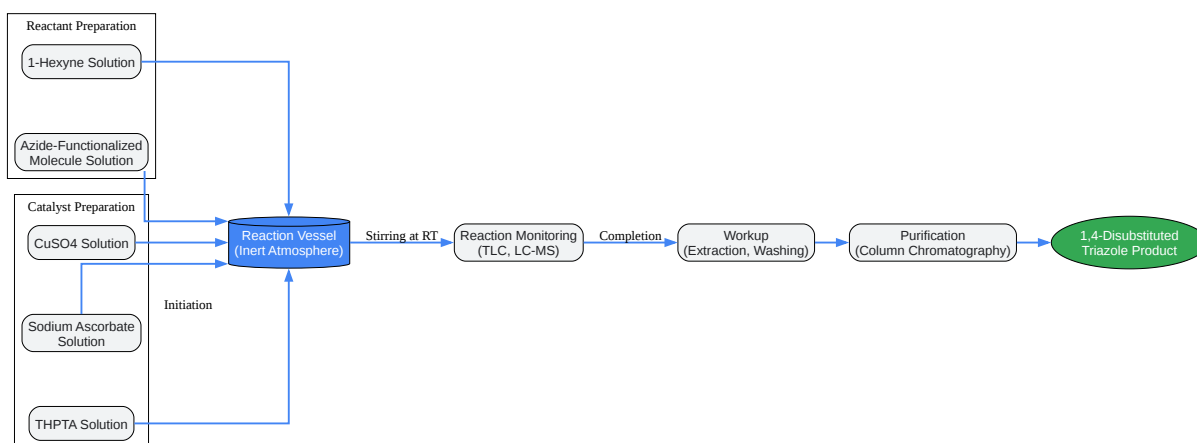 Reactant Preparation
1-Hexyne Solution
Azide-Functionalized
Molecule Solution
Catalyst Preparation
CuSO4 Solution
Sodium Ascorbate
Solution
THPTA Solution
Initiation
Reaction Vessel
(Inert Atmosphere)
Stirring at RT
Reaction Monitoring
(TLC, LC-MS)
Completion
Workup
(Extraction, Washing)
Purification
(Column Chromatography)
1,4-Disubstituted
Triazole Product